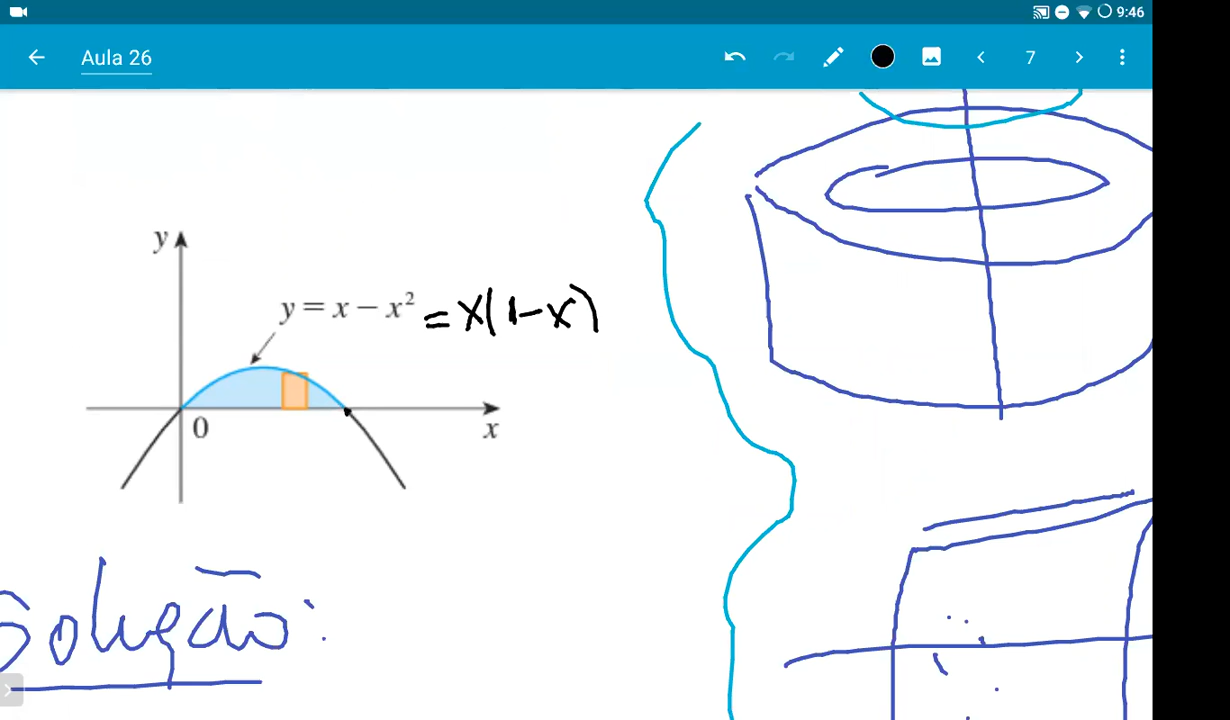 9:46
Aula 26
7
y
y = x – x² = x(1-x)
0
x
Solução: